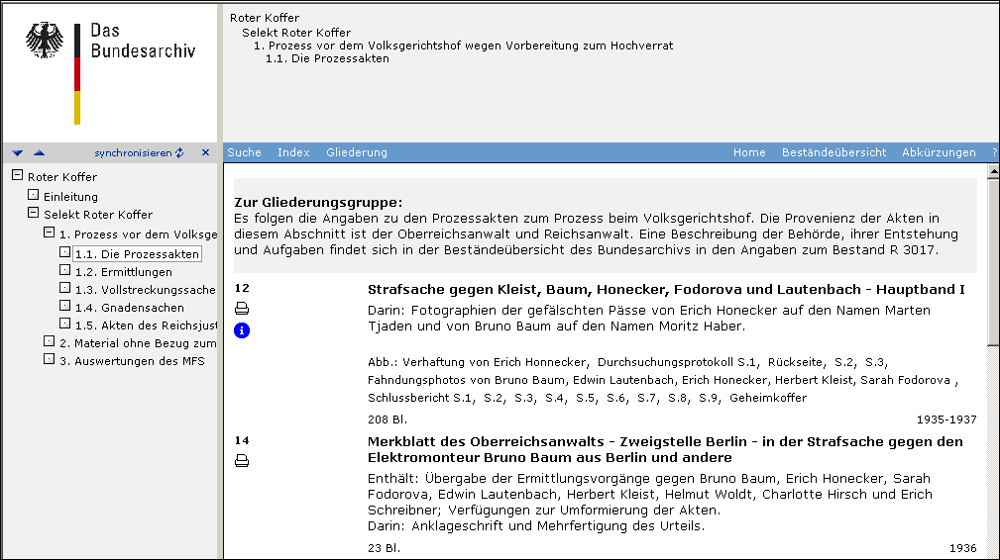 Das
Bundesarchiv
Roter Koffer
Selekt Roter Koffer
1. Prozess vor dem Volksgerichtshof wegen Vorbereitung zum Hochverrat
1.1. Die Prozessakten
synchronisieren
Suche Index Gliederung
Home Beständeübersicht Abkürzungen ?
Roter Koffer
Einleitung
Selekt Roter Koffer
1. Prozess vor dem Volksge
1.1. Die Prozessakten
1.2. Ermittlungen
1.3. Vollstreckungssache
1.4. Gnadensachen
1.5. Akten des Reichsjust
2. Material ohne Bezug zum
3. Auswertungen des MFS
Zur Gliederungsgruppe:
Es folgen die Angaben zu den Prozessakten zum Prozess beim Volksgerichtshof. Die Provenienz der Akten in
diesem Abschnitt ist der Oberreichsanwalt und Reichsanwalt. Eine Beschreibung der Behörde, ihrer Entstehung
und Aufgaben findet sich in der Beständeübersicht des Bundesarchivs in den Angaben zum Bestand R 3017.
12
Strafsache gegen Kleist, Baum, Honecker, Fodorova und Lautenbach - Hauptband I
Darin: Fotographien der gefälschten Pässe von Erich Honecker auf den Namen Marten
Tjaden und von Bruno Baum auf den Namen Moritz Haber.
Abb.: Verhaftung von Erich Honnecker, Durchsuchungsprotokoll S.1, Rückseite, S.2, S.3,
Fahndungsphotos von Bruno Baum, Edwin Lautenbach, Erich Honecker, Herbert Kleist, Sarah Fodorova ,
Schlussbericht S.1, S.2, S.3, S.4, S.5, S.6, S.7, S.8, S.9, Geheimkoffer
208 Bl. 1935-1937
14
Merkblatt des Oberreichsanwalts - Zweigstelle Berlin - in der Strafsache gegen den
Elektromonteur Bruno Baum aus Berlin und andere
Enthält: Übergabe der Ermittlungsvorgänge gegen Bruno Baum, Erich Honecker, Sarah
Fodorova, Edwin Lautenbach, Herbert Kleist, Helmut Woldt, Charlotte Hirsch und Erich
Schreibner; Verfügungen zur Umformierung der Akten.
Darin: Anklageschrift und Mehrfertigung des Urteils.
23 Bl. 1936